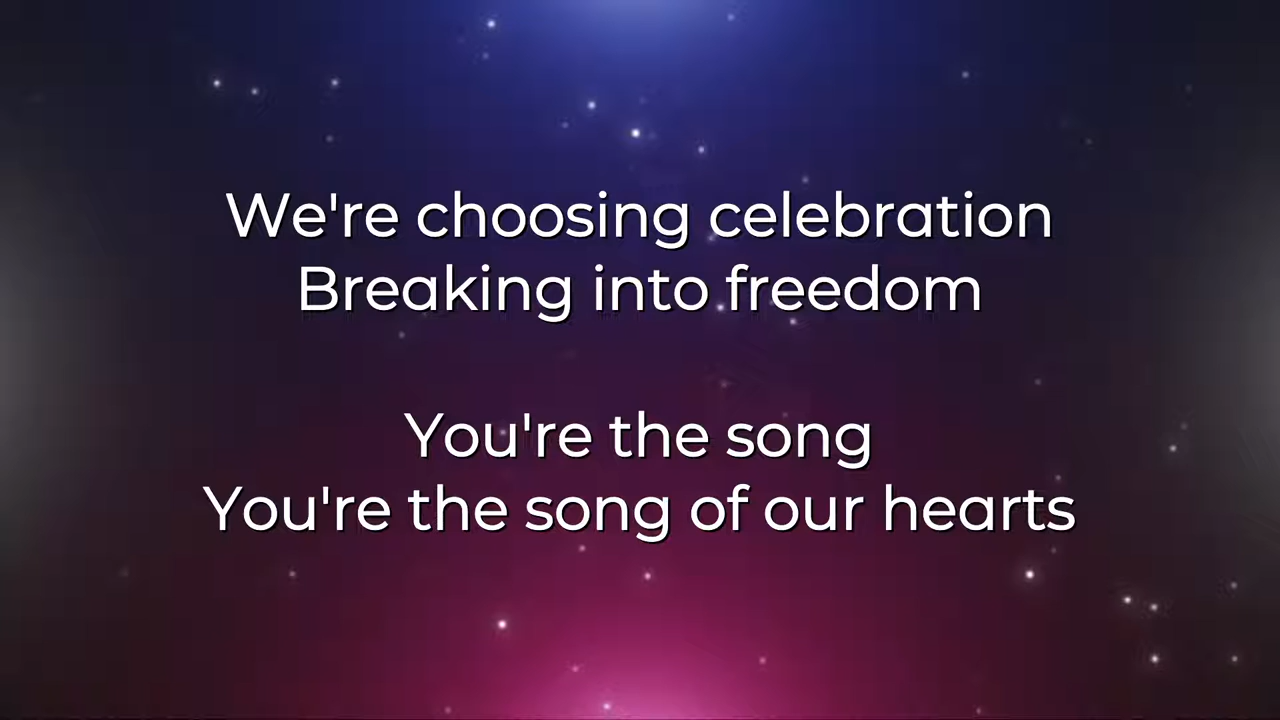 We're choosing celebration
Breaking into freedom
You're the song
You're the song of our hearts